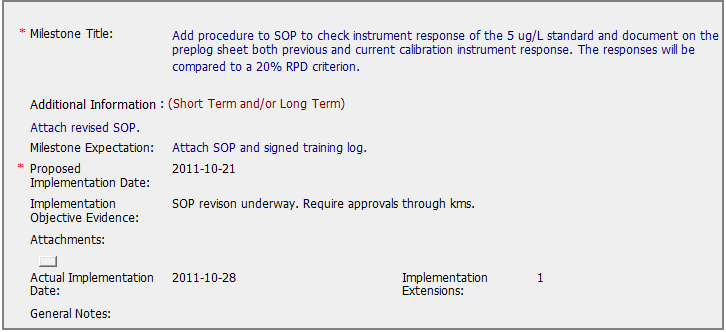 * Milestone Title: Add procedure to SOP to check instrument response of the 5 ug/L standard and document on the
preplog sheet both previous and current calibration instrument response. The responses will be
compared to a 20% RPD criterion.
Additional Information : (Short Term and/or Long Term)
Attach revised SOP.
Milestone Expectation: Attach SOP and signed training log.
* Proposed 2011-10-21
Implementation Date:
Implementation SOP revison underway. Require approvals through kms.
Objective Evidence:
Attachments:
Actual Implementation 2011-10-28 Implementation 1
Date: Extensions:
General Notes: